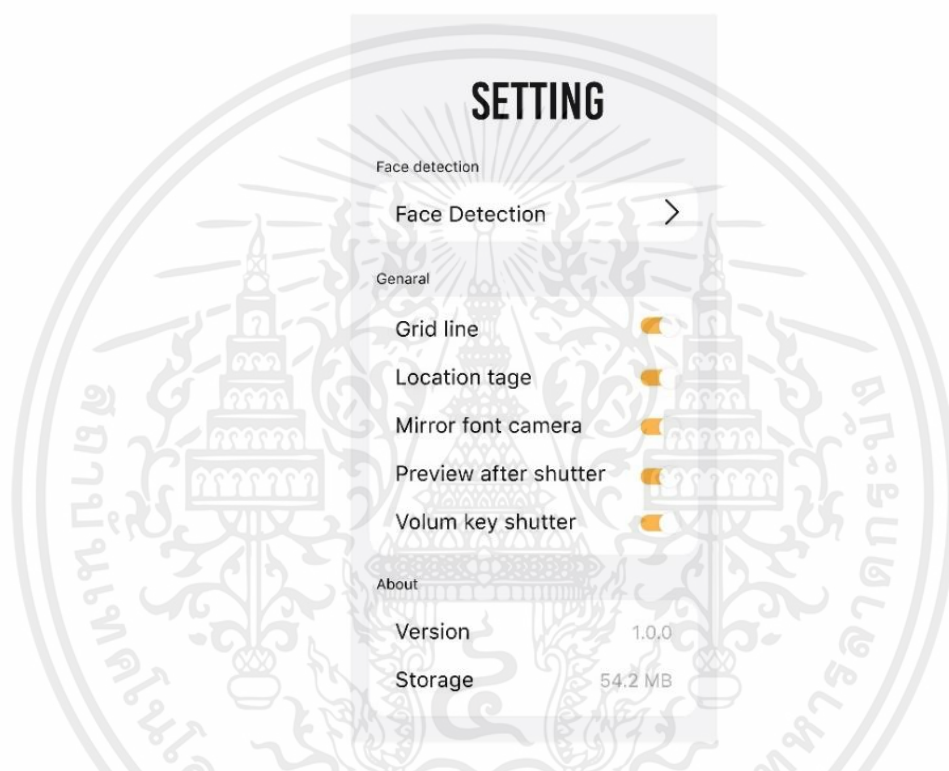 SETTING
Face detection
Face Detection
Genaral
Grid line
Location tage
Mirror font camera
Preview after shutter
Volum key shutter
About
Version 1.0.0
Storage 54.2 MB